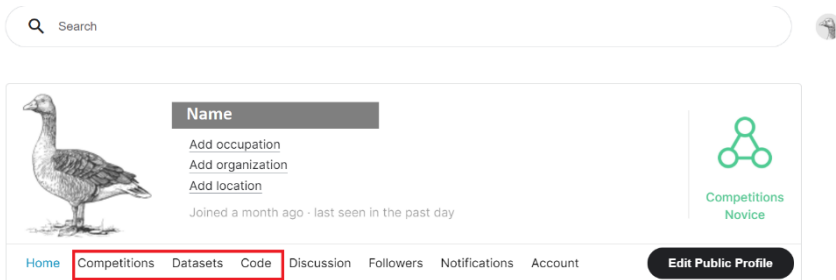 Search
Name
Add occupation
Add organization
Add location
Joined a month ago · last seen in the past day
Competitions
Novice
Home Competitions Datasets Code Discussion Followers Notifications Account Edit Public Profile